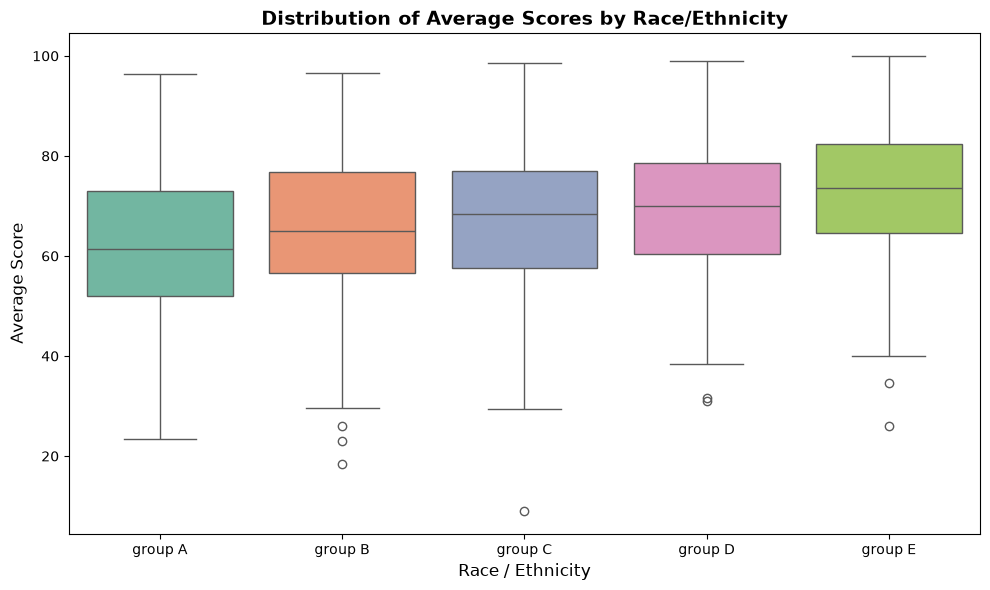 Distribution of Average Scores by Race/Ethnicity
Average Score
100
80
60
40
20
group A
group B
group C
group D
group E
Race / Ethnicity